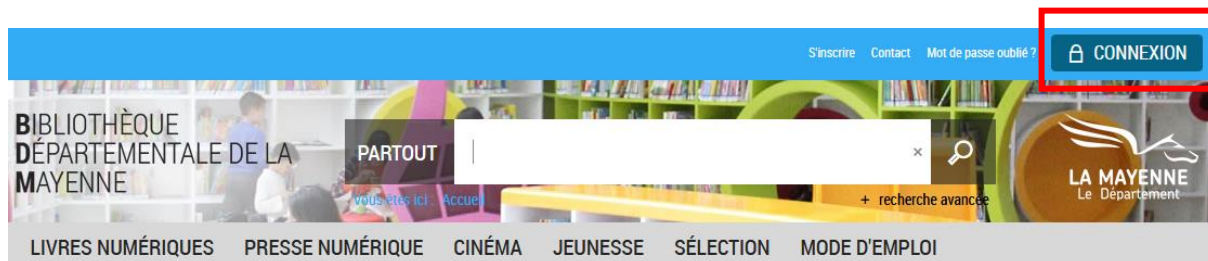 S'inscrire Contact Mot de passe oublié ? CONNEXION
BIBLIOTHÈQUE
DÉPARTEMENTALE DE LA
MAYENNE
PARTOUT
×
Vous êtes ici : Accueil
+ recherche avancée
LA MAYENNE
Le Département
LIVRES NUMÉRIQUES PRESSE NUMÉRIQUE CINÉMA JEUNESSE SÉLECTION MODE D'EMPLOI